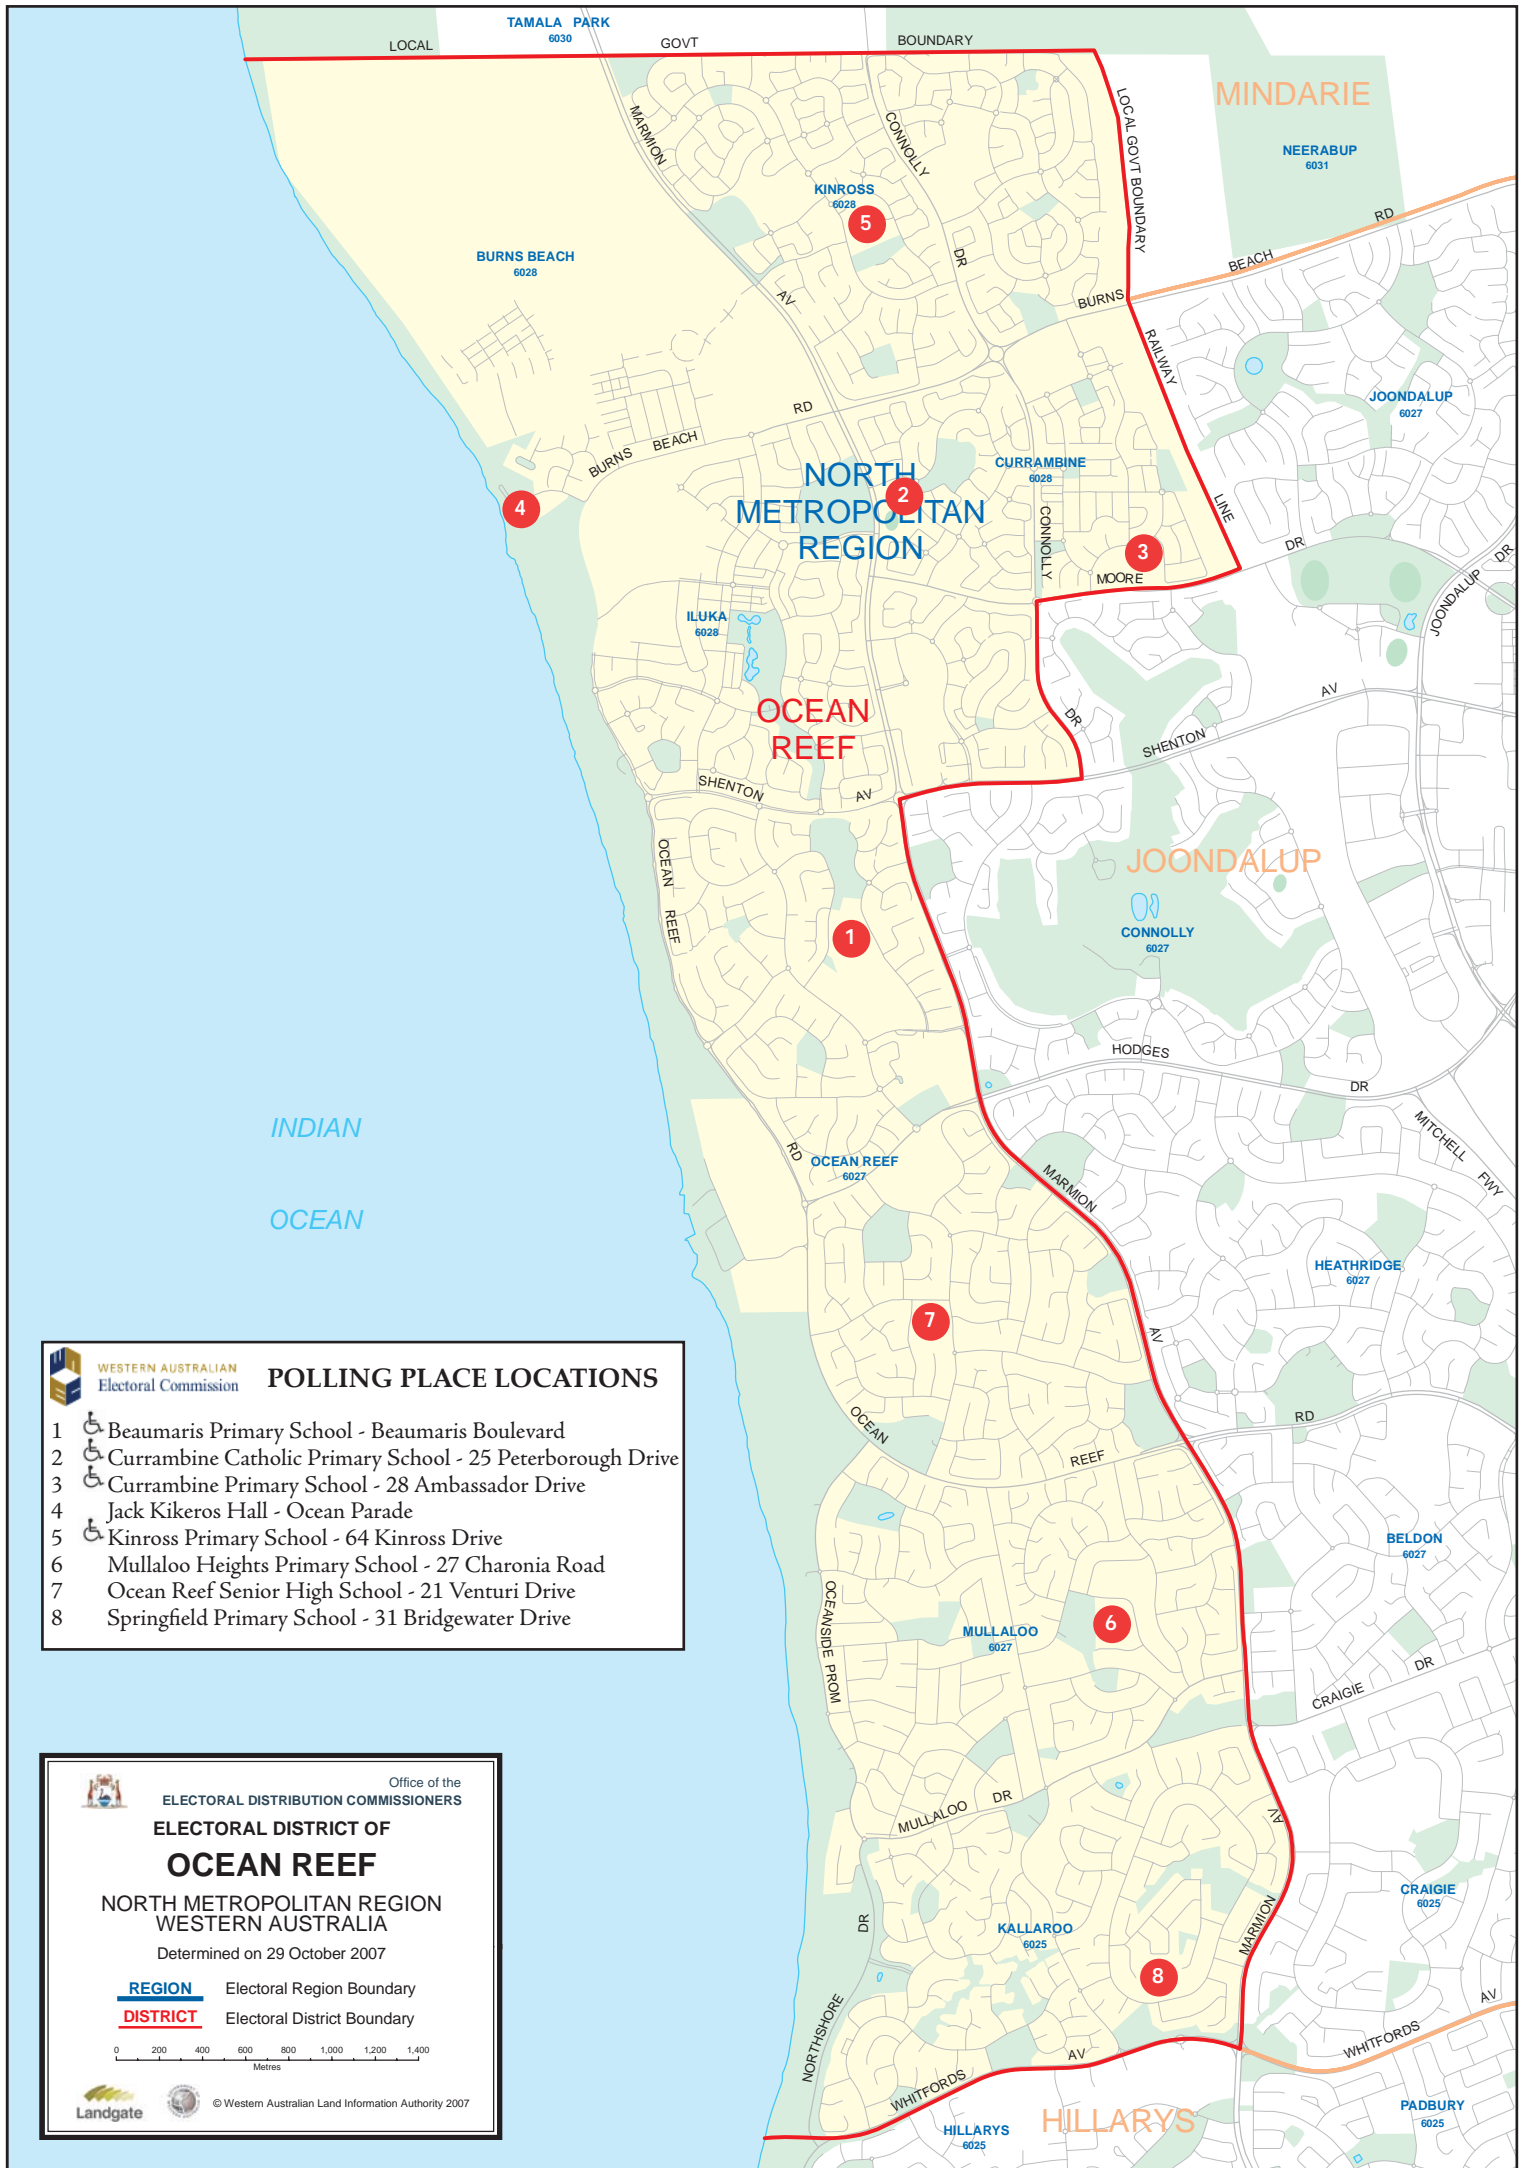 TAMALA PARK
6030
LOCAL
GOVT
BOUNDARY
MINDARIE
NEERABUP
6031
MARMION
CONNOLLY
LOCAL GOVT BOUNDARY
KINROSS
6028
5
RD
BEACH
BURNS BEACH
6028
DR
AV
BURNS
RAILWAY
JOONDALUP
6027
RD
BURNS BEACH
CURRAMBINE
6028
NORTH
METROPOLITAN
REGION
2
4
3
CONNOLLY
LINE
DR
MOORE
JOONDALUP DR
ILUKA
6028
OCEAN
REEF
DR
AV
SHENTON
SHENTON
AV
OCEAN REEF
JOONDALUP
1
CONNOLLY
6027
HODGES
DR
MITCHELL FWY
INDIAN
OCEAN
RD
OCEAN REEF
6027
MARMION
HEATHRIDGE
6027
7
AV
OCEAN
REEF
RD
BELDON
6027
OCEANSIDE PROM
MULLALOO
6027
6
CRAIGIE
DR
MULLALOO
DR
AV
CRAIGIE
6025
DR
KALLAROO
6025
MARMION
8
NORTHSHORE
AV
WHITFORDS
AV
WHITFORDS
HILLARYS
6025
HILLARYS
PADBURY
6025
WESTERN AUSTRALIAN
Electoral Commission
POLLING PLACE LOCATIONS
1 Beaumaris Primary School - Beaumaris Boulevard
2 Currambine Catholic Primary School - 25 Peterborough Drive
3 Currambine Primary School - 28 Ambassador Drive
4 Jack Kikeros Hall - Ocean Parade
5 Kinross Primary School - 64 Kinross Drive
6 Mullaloo Heights Primary School - 27 Charonia Road
7 Ocean Reef Senior High School - 21 Venturi Drive
8 Springfield Primary School - 31 Bridgewater Drive
Office of the
ELECTORAL DISTRIBUTION COMMISSIONERS
ELECTORAL DISTRICT OF
OCEAN REEF
NORTH METROPOLITAN REGION
WESTERN AUSTRALIA
Determined on 29 October 2007
REGION Electoral Region Boundary
DISTRICT Electoral District Boundary
0 200 400 600 800 1,000 1,200 1,400
Metres
Landgate
© Western Australian Land Information Authority 2007